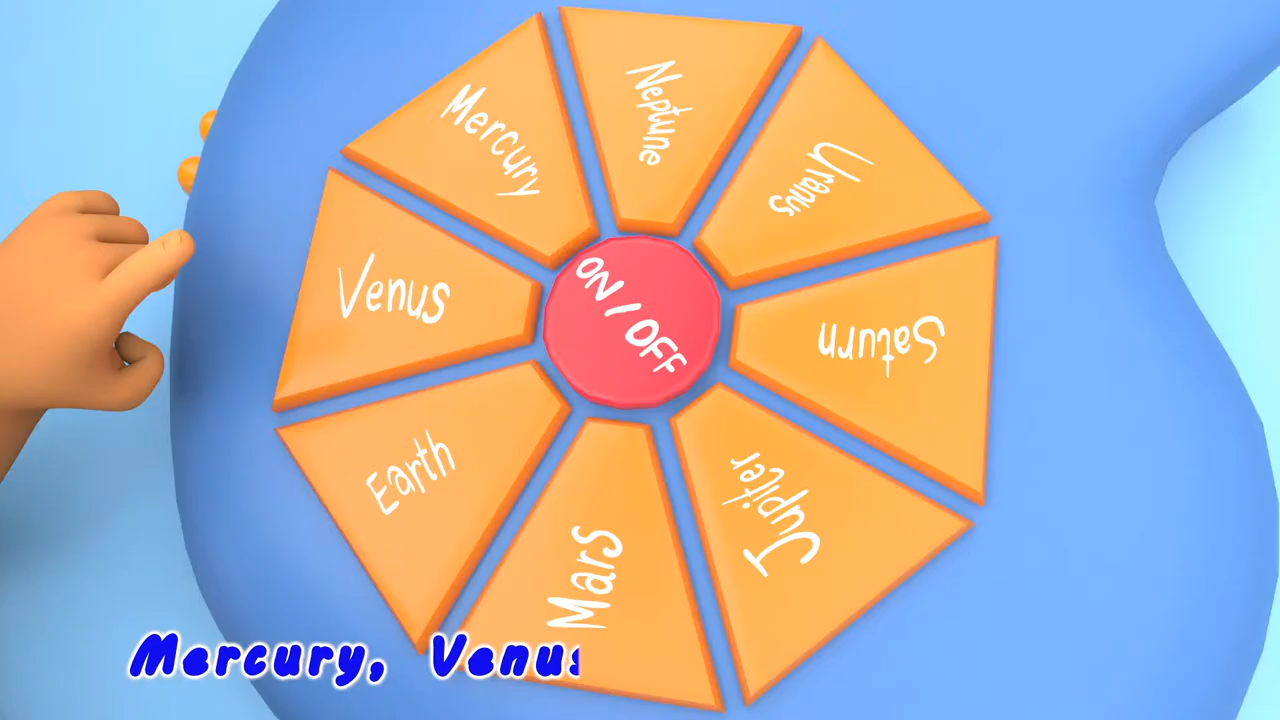 Neptune
Mercury
Uranus
Venus
ON/OFF
Saturn
Earth
Jupiter
Mars
Mercury, Venus